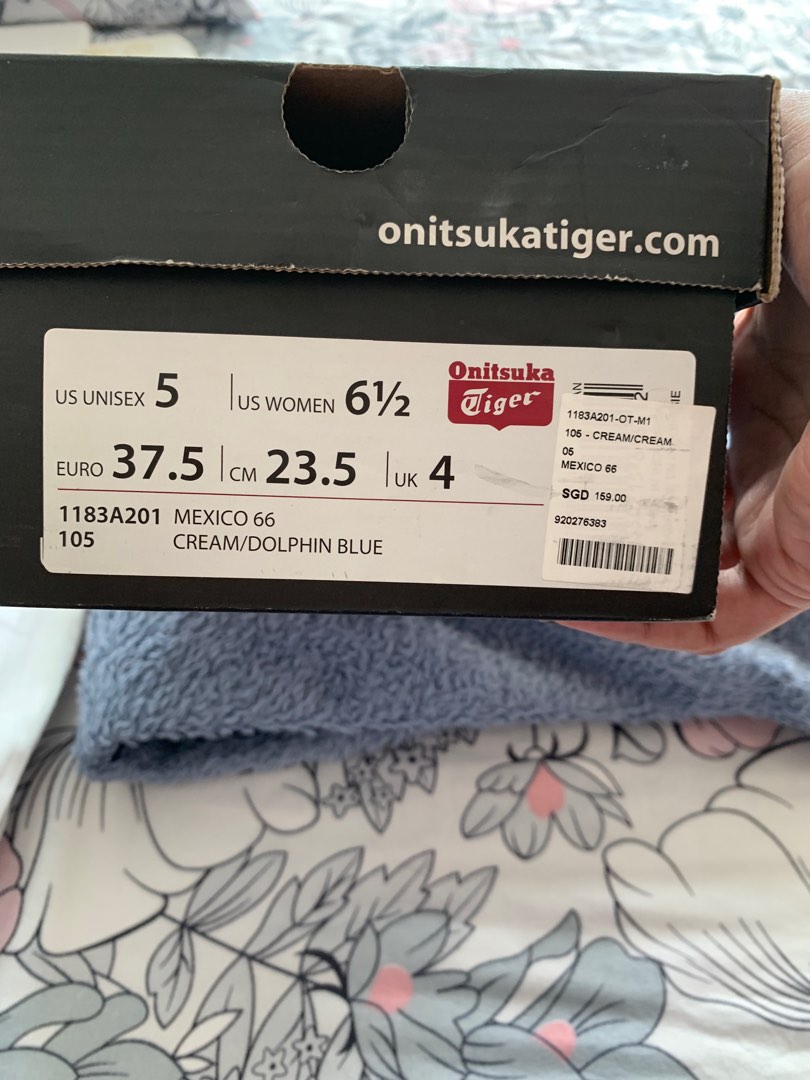 onitsukatiger.com
US UNISEX 5 US WOMEN 6½
Onitsuka
Tiger
EURO 37.5 CM 23.5 UK 4
1183A201 MEXICO 66
105 CREAM/DOLPHIN BLUE
1183A201-OT-M1
105 - CREAM/CREAM
05
MEXICO 66
SGD 159.00
920276383